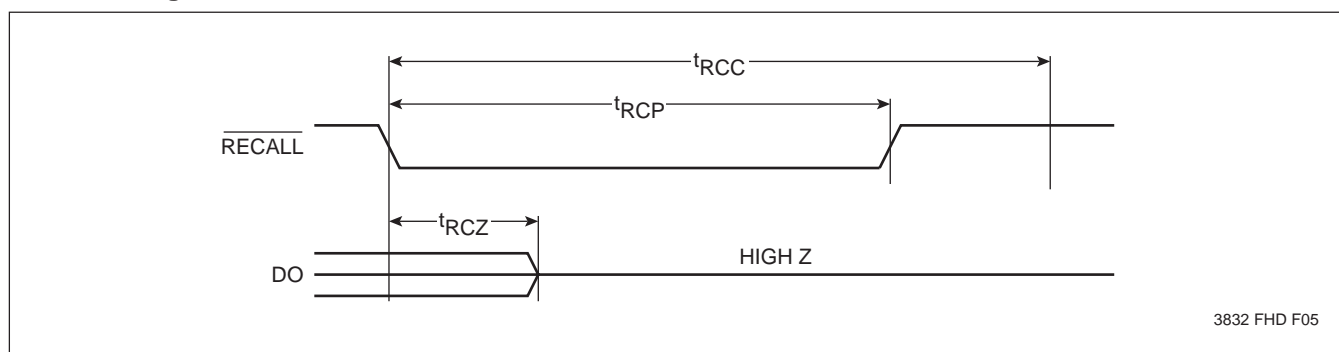 tRCC
tRCP
RECALL
tRCZ
HIGH Z
DO
3832 FHD F05